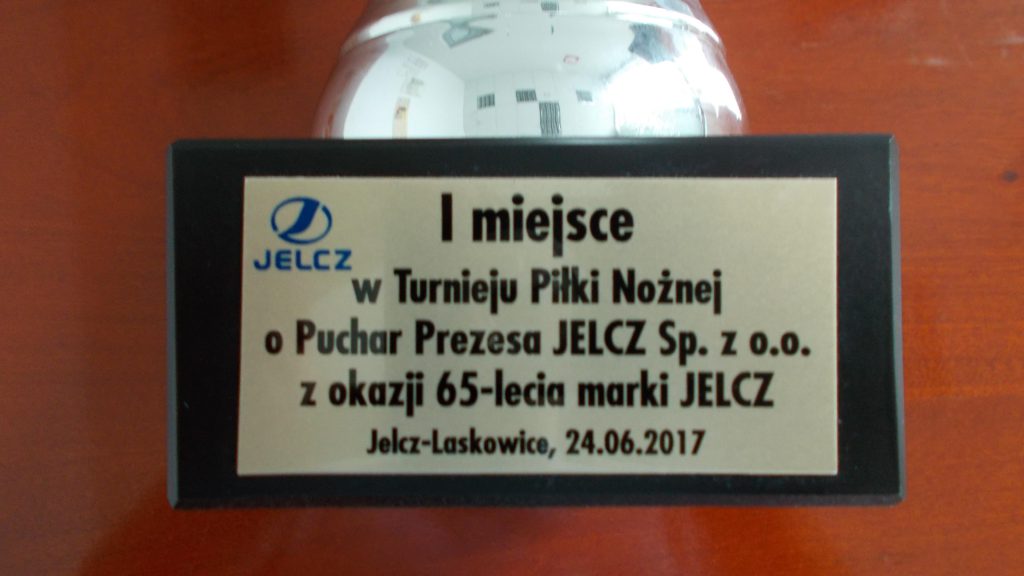 JELCZ
I miejsce
w Turnieju Piłki Nożnej
o Puchar Prezesa JELCZ Sp. z o.o.
z okazji 65-lecia marki JELCZ
Jelcz-Laskowice, 24.06.2017